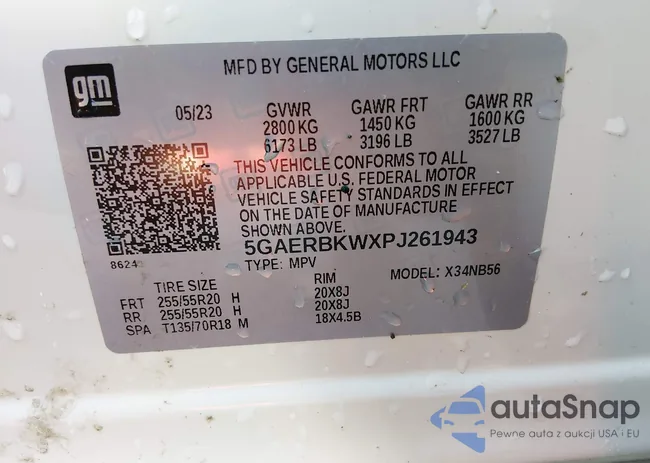 gm
MFD BY GENERAL MOTORS LLC
05/23 GVWR GAWR FRT GAWR RR
2800 KG 1450 KG 1600 KG
6173 LB 3196 LB 3527 LB
THIS VEHICLE CONFORMS TO ALL
APPLICABLE U.S. FEDERAL MOTOR
VEHICLE SAFETY STANDARDS IN EFFECT
ON THE DATE OF MANUFACTURE
SHOWN ABOVE.
8624
5GAERBKWXPJ261943
TYPE: MPV MODEL: X34NB56
TIRE SIZE RIM
FRT 255/55R20 H 20X8J
RR 255/55R20 H 20X8J
SPA T135/70R18 M 18X4.5B
autoSnap
Pewne auta z aukcji USA i EU